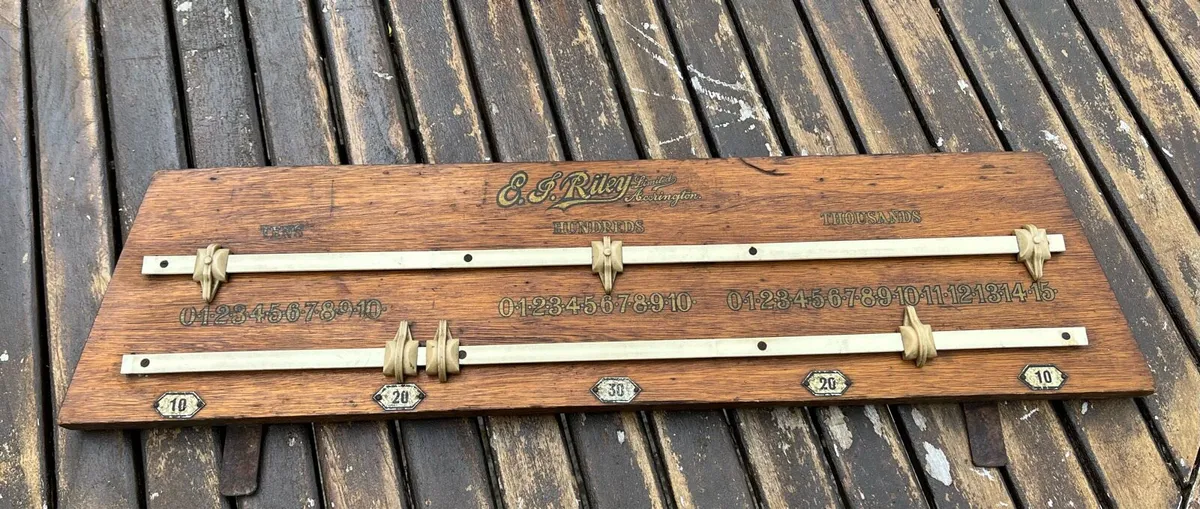 E. J. Riley Limited
Accrington.
TENS HUNDREDS THOUSANDS
0·1·2·3·4·5·6·7·8·9·10· 0·1·2·3·4·5·6·7·8·9·10· 0·1·2·3·4·5·6·7·8·9·10·11·12·13·14·15·
10 20 30 20 10